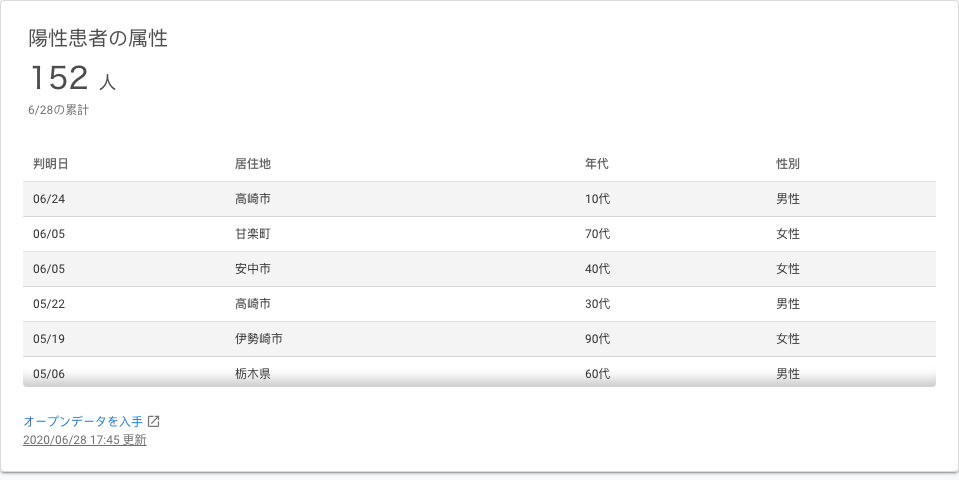 陽性患者の属性
152 人
6/28の累計
判明日 居住地 年代 性別
06/24 高崎市 10代 男性
06/05 甘楽町 70代 女性
06/05 安中市 40代 女性
05/22 高崎市 30代 男性
05/19 伊勢崎市 90代 女性
05/06 栃木県 60代 男性
オープンデータを入手
2020/06/28 17:45 更新